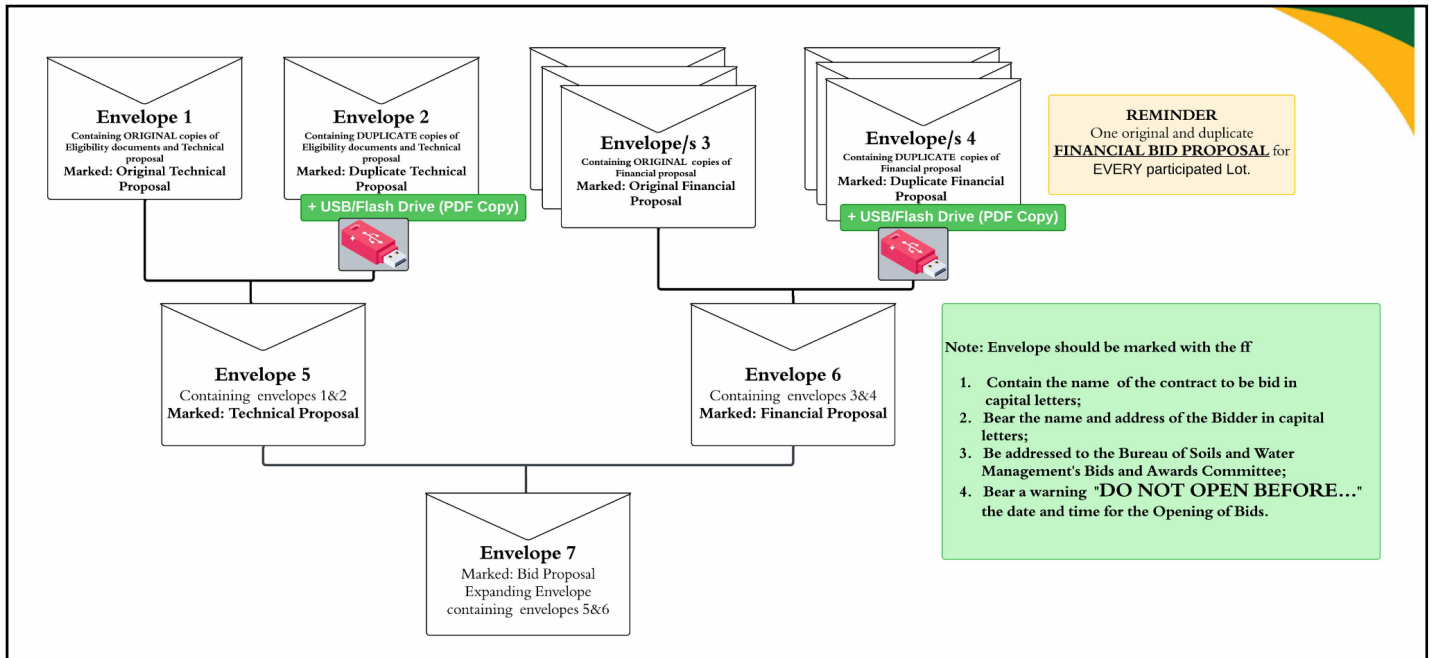 Envelope 1
Containing ORIGINAL copies of
Eligibility documents and Technical
proposal
Marked: Original Technical
Proposal
Envelope 2
Containing DUPLICATE copies of
Eligibility documents and Technical
proposal
Marked: Duplicate Technical
Proposal
+ USB/Flash Drive (PDF Copy)
Envelope/s 3
Containing ORIGINAL copies of
Financial proposal
Marked: Original Financial
Proposal
Envelope/s 4
Containing DUPLICATE copies of
Financial proposal
Marked: Duplicate Financial
Proposal
+ USB/Flash Drive (PDF Copy)
REMINDER
One original and duplicate
FINANCIAL BID PROPOSAL for
EVERY participated Lot.
Envelope 5
Containing envelopes 1&2
Marked: Technical Proposal
Envelope 6
Containing envelopes 3&4
Marked: Financial Proposal
Note: Envelope should be marked with the ff
1. Contain the name of the contract to be bid in
capital letters;
2. Bear the name and address of the Bidder in capital
letters;
3. Be addressed to the Bureau of Soils and Water
Management's Bids and Awards Committee;
4. Bear a warning "DO NOT OPEN BEFORE..."
the date and time for the Opening of Bids.
Envelope 7
Marked: Bid Proposal
Expanding Envelope
containing envelopes 5&6